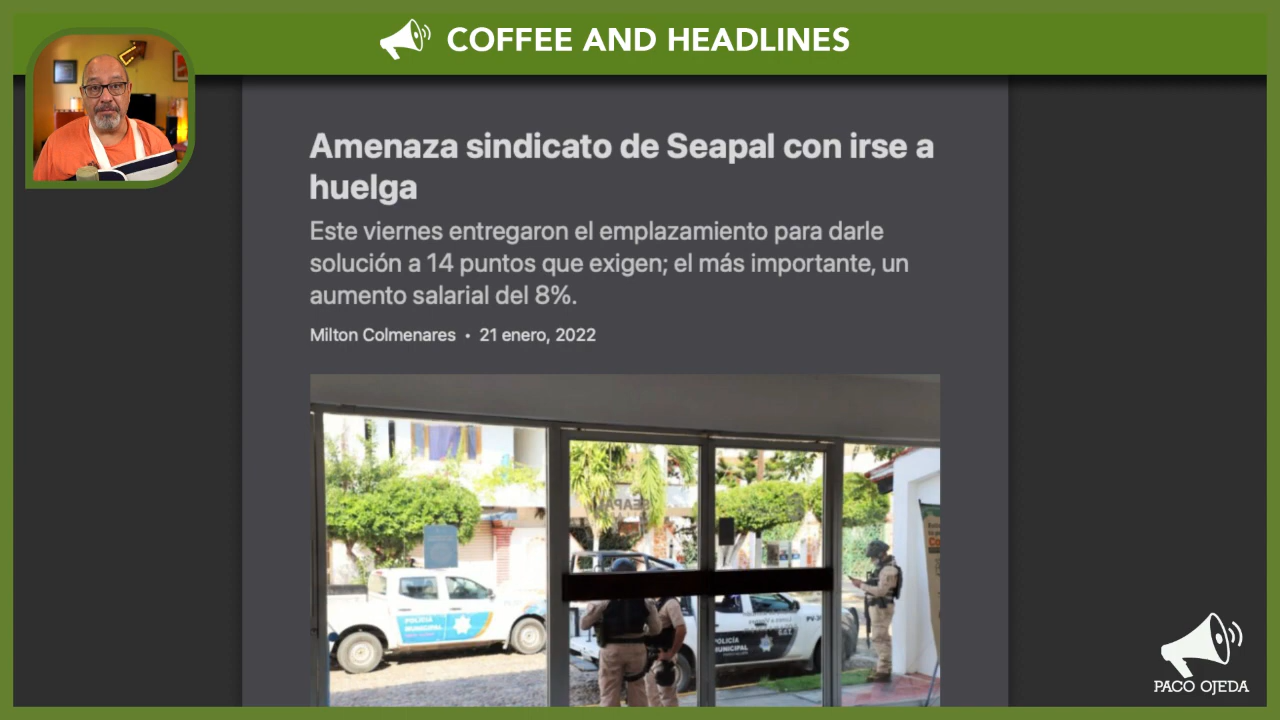 COFFEE AND HEADLINES
Amenaza sindicato de Seapal con irse a
huelga
Este viernes entregaron el emplazamiento para darle
solución a 14 puntos que exigen; el más importante, un
aumento salarial del 8%.
Milton Colmenares • 21 enero, 2022
SEAPAL
POLICÍA
MUNICIPAL
POLICÍA
MUNICIPAL
PACO OJEDA